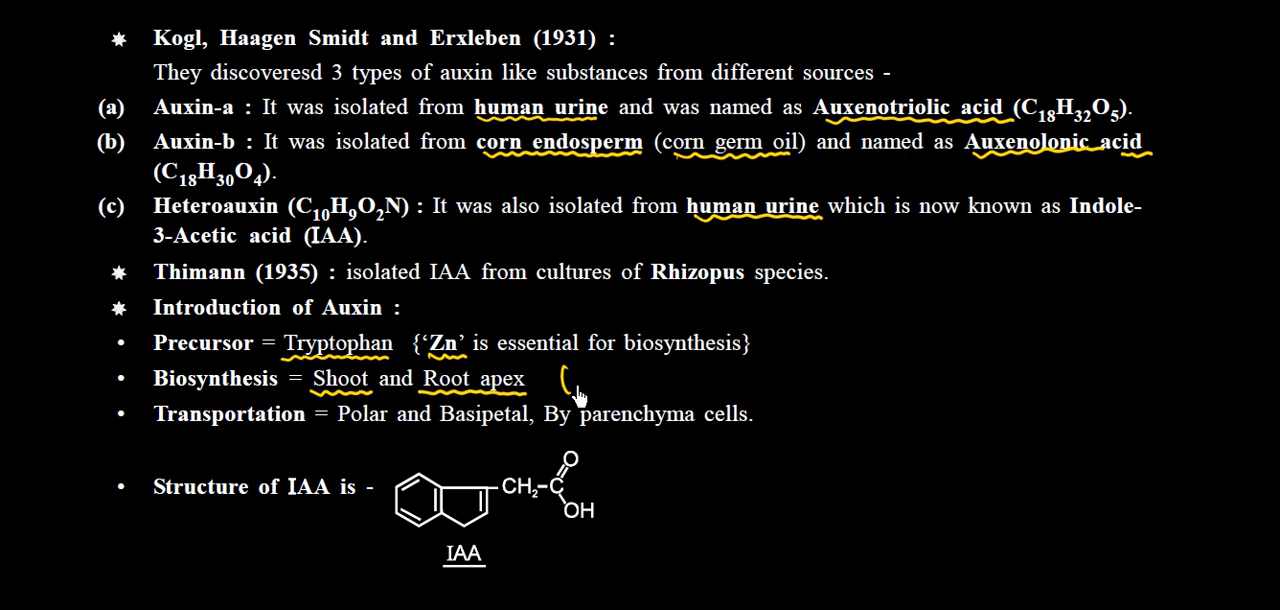 ✷ Kogl, Haagen Smidt and Erxleben (1931) :
They discoveresd 3 types of auxin like substances from different sources -
(a) Auxin-a : It was isolated from human urine and was named as Auxenotriolic acid (C₁₈H₃₂O₅).
(b) Auxin-b : It was isolated from corn endosperm (corn germ oil) and named as Auxenolonic acid
(C₁₈H₃₀O₄).
(c) Heteroauxin (C₁₀H₉O₂N) : It was also isolated from human urine which is now known as Indole-
3-Acetic acid (IAA).
✷ Thimann (1935) : isolated IAA from cultures of Rhizopus species.
✷ Introduction of Auxin :
• Precursor = Tryptophan {‘Zn’ is essential for biosynthesis}
• Biosynthesis = Shoot and Root apex (
• Transportation = Polar and Basipetal, By parenchyma cells.
• Structure of IAA is -
O
CH₂-C
OH
IAA